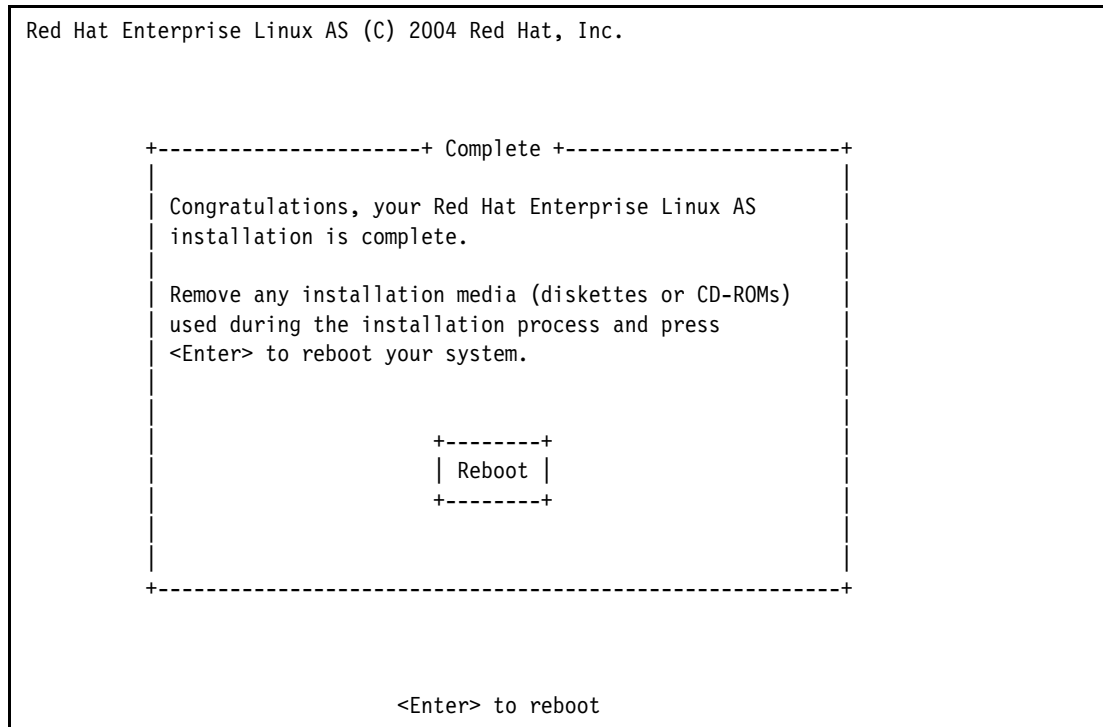 Red Hat Enterprise Linux AS (C) 2004 Red Hat, Inc.
+----------------------+ Complete +-----------------------+
Congratulations, your Red Hat Enterprise Linux AS
installation is complete.
Remove any installation media (diskettes or CD-ROMs)
used during the installation process and press
<Enter> to reboot your system.
+--------+
| Reboot |
+--------+
+---------------------------------------------------------+
<Enter> to reboot